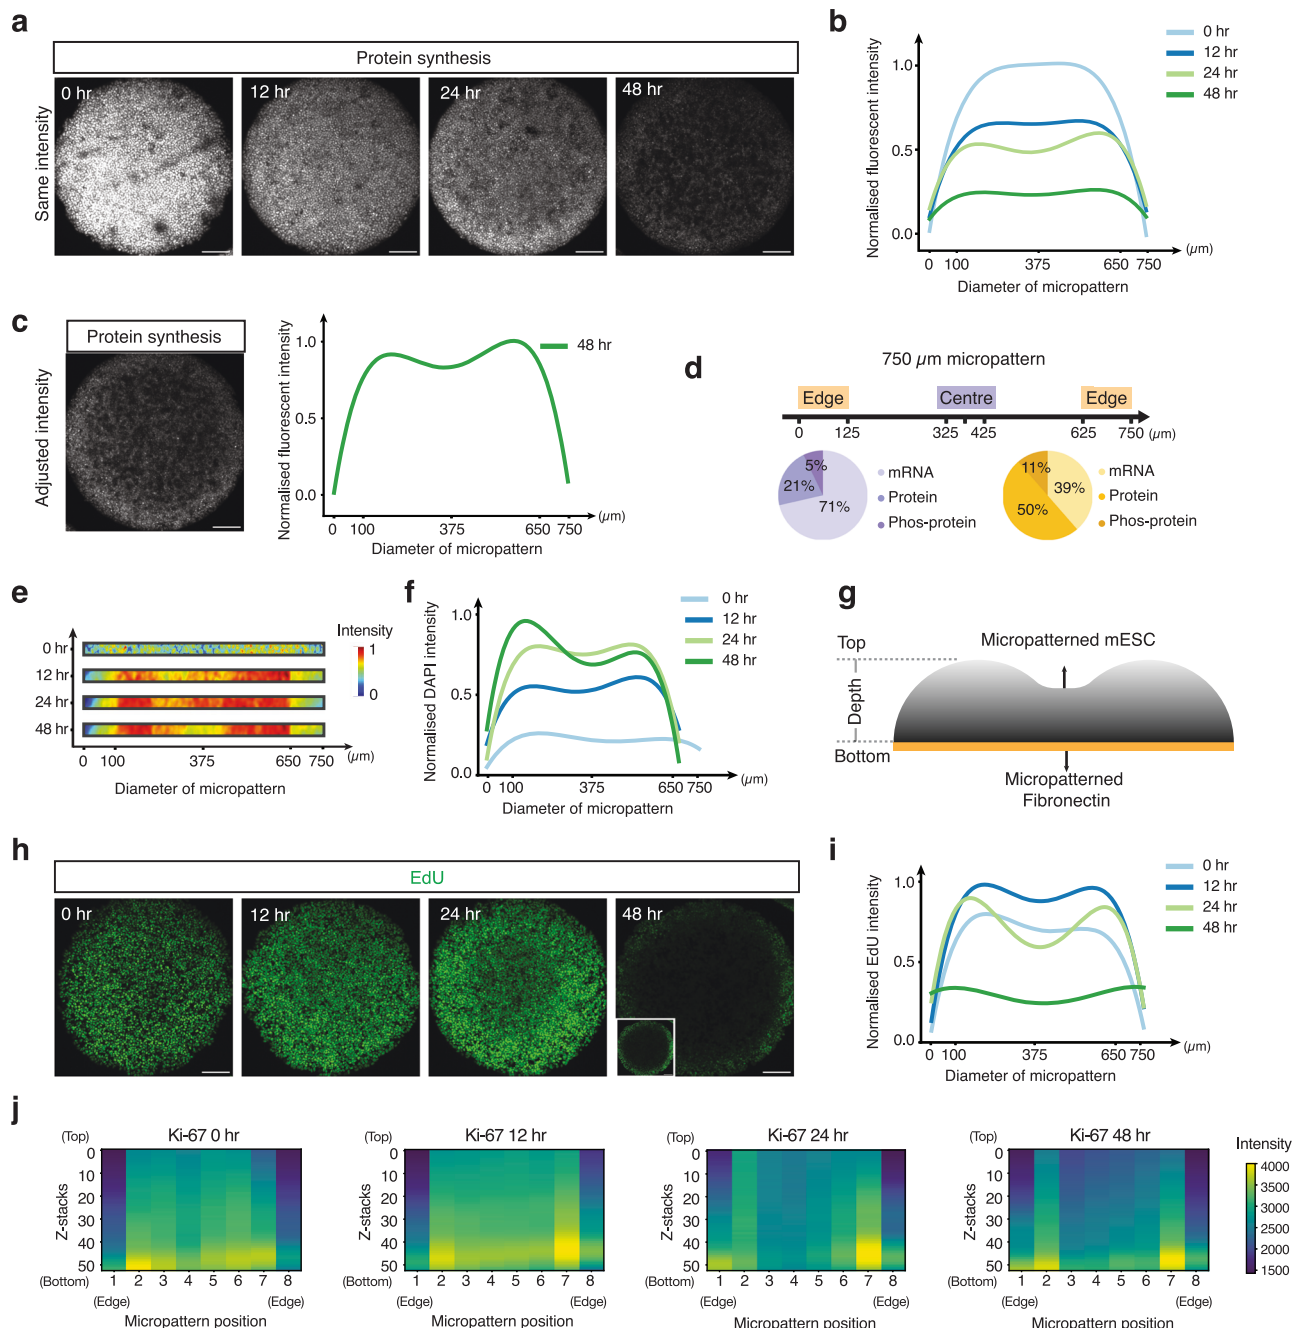 a
Protein synthesis
Same intensity
0 hr
12 hr
24 hr
48 hr
b
Normalised fluorescent intensity
1.0
0.5
0.0
0 100 375 650 750 (µm)
Diameter of micropattern
0 hr
12 hr
24 hr
48 hr
c
Protein synthesis
Adjusted intensity
Normalised fluorescent intensity
1.0
0.5
0.0
48 hr
0 100 375 650 750 (µm)
Diameter of micropattern
d
750 µm micropattern
Edge Centre Edge
0 125 325 425 625 750 (µm)
5%
21%
71%
mRNA
Protein
Phos-protein
11%
39%
50%
mRNA
Protein
Phos-protein
e
0 hr
12 hr
24 hr
48 hr
Intensity
1
0
0 100 375 650 750 (µm)
Diameter of micropattern
f
Normalised DAPI intensity
1.0
0.5
0.0
0 hr
12 hr
24 hr
48 hr
0 100 375 650 750 (µm)
Diameter of micropattern
g
Top
Depth
Bottom
Micropatterned mESC
Micropatterned
Fibronectin
h
EdU
0 hr
12 hr
24 hr
48 hr
i
Normalised EdU intensity
1.0
0.5
0.0
0 hr
12 hr
24 hr
48 hr
0 100 375 650 750 (µm)
Diameter of micropattern
j
Ki-67 0 hr
(Top)
Z-stacks
0
10
20
30
40
50
(Bottom)
1 2 3 4 5 6 7 8
(Edge) (Edge)
Micropattern position
Ki-67 12 hr
(Top)
Z-stacks
0
10
20
30
40
50
(Bottom)
1 2 3 4 5 6 7 8
(Edge) (Edge)
Micropattern position
Ki-67 24 hr
(Top)
Z-stacks
0
10
20
30
40
50
(Bottom)
1 2 3 4 5 6 7 8
(Edge) (Edge)
Micropattern position
Ki-67 48 hr
(Top)
Z-stacks
0
10
20
30
40
50
(Bottom)
1 2 3 4 5 6 7 8
(Edge) (Edge)
Micropattern position
Intensity
4000
3500
3000
2500
2000
1500